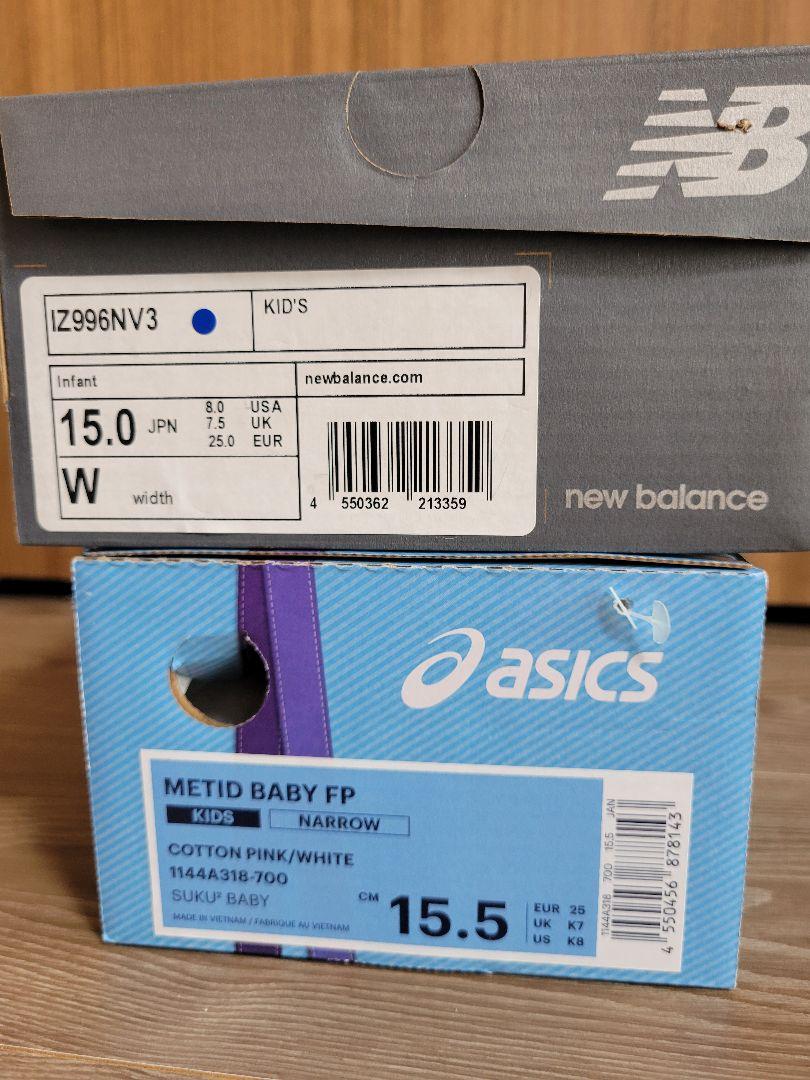 NB
IZ996NV3
KID'S
Infant
newbalance.com
15.0 JPN
8.0 USA
7.5 UK
25.0 EUR
W width
4 550362 213359
new balance
asics
METID BABY FP
KIDS NARROW
COTTON PINK/WHITE
1144A318-700
SUKU² BABY
MADE IN VIETNAM / FABRIQUÉ AU VIETNAM
CM 15.5
EUR 25
UK K7
US K8
1144A318 700 15.5 JAN
4 550456 878143